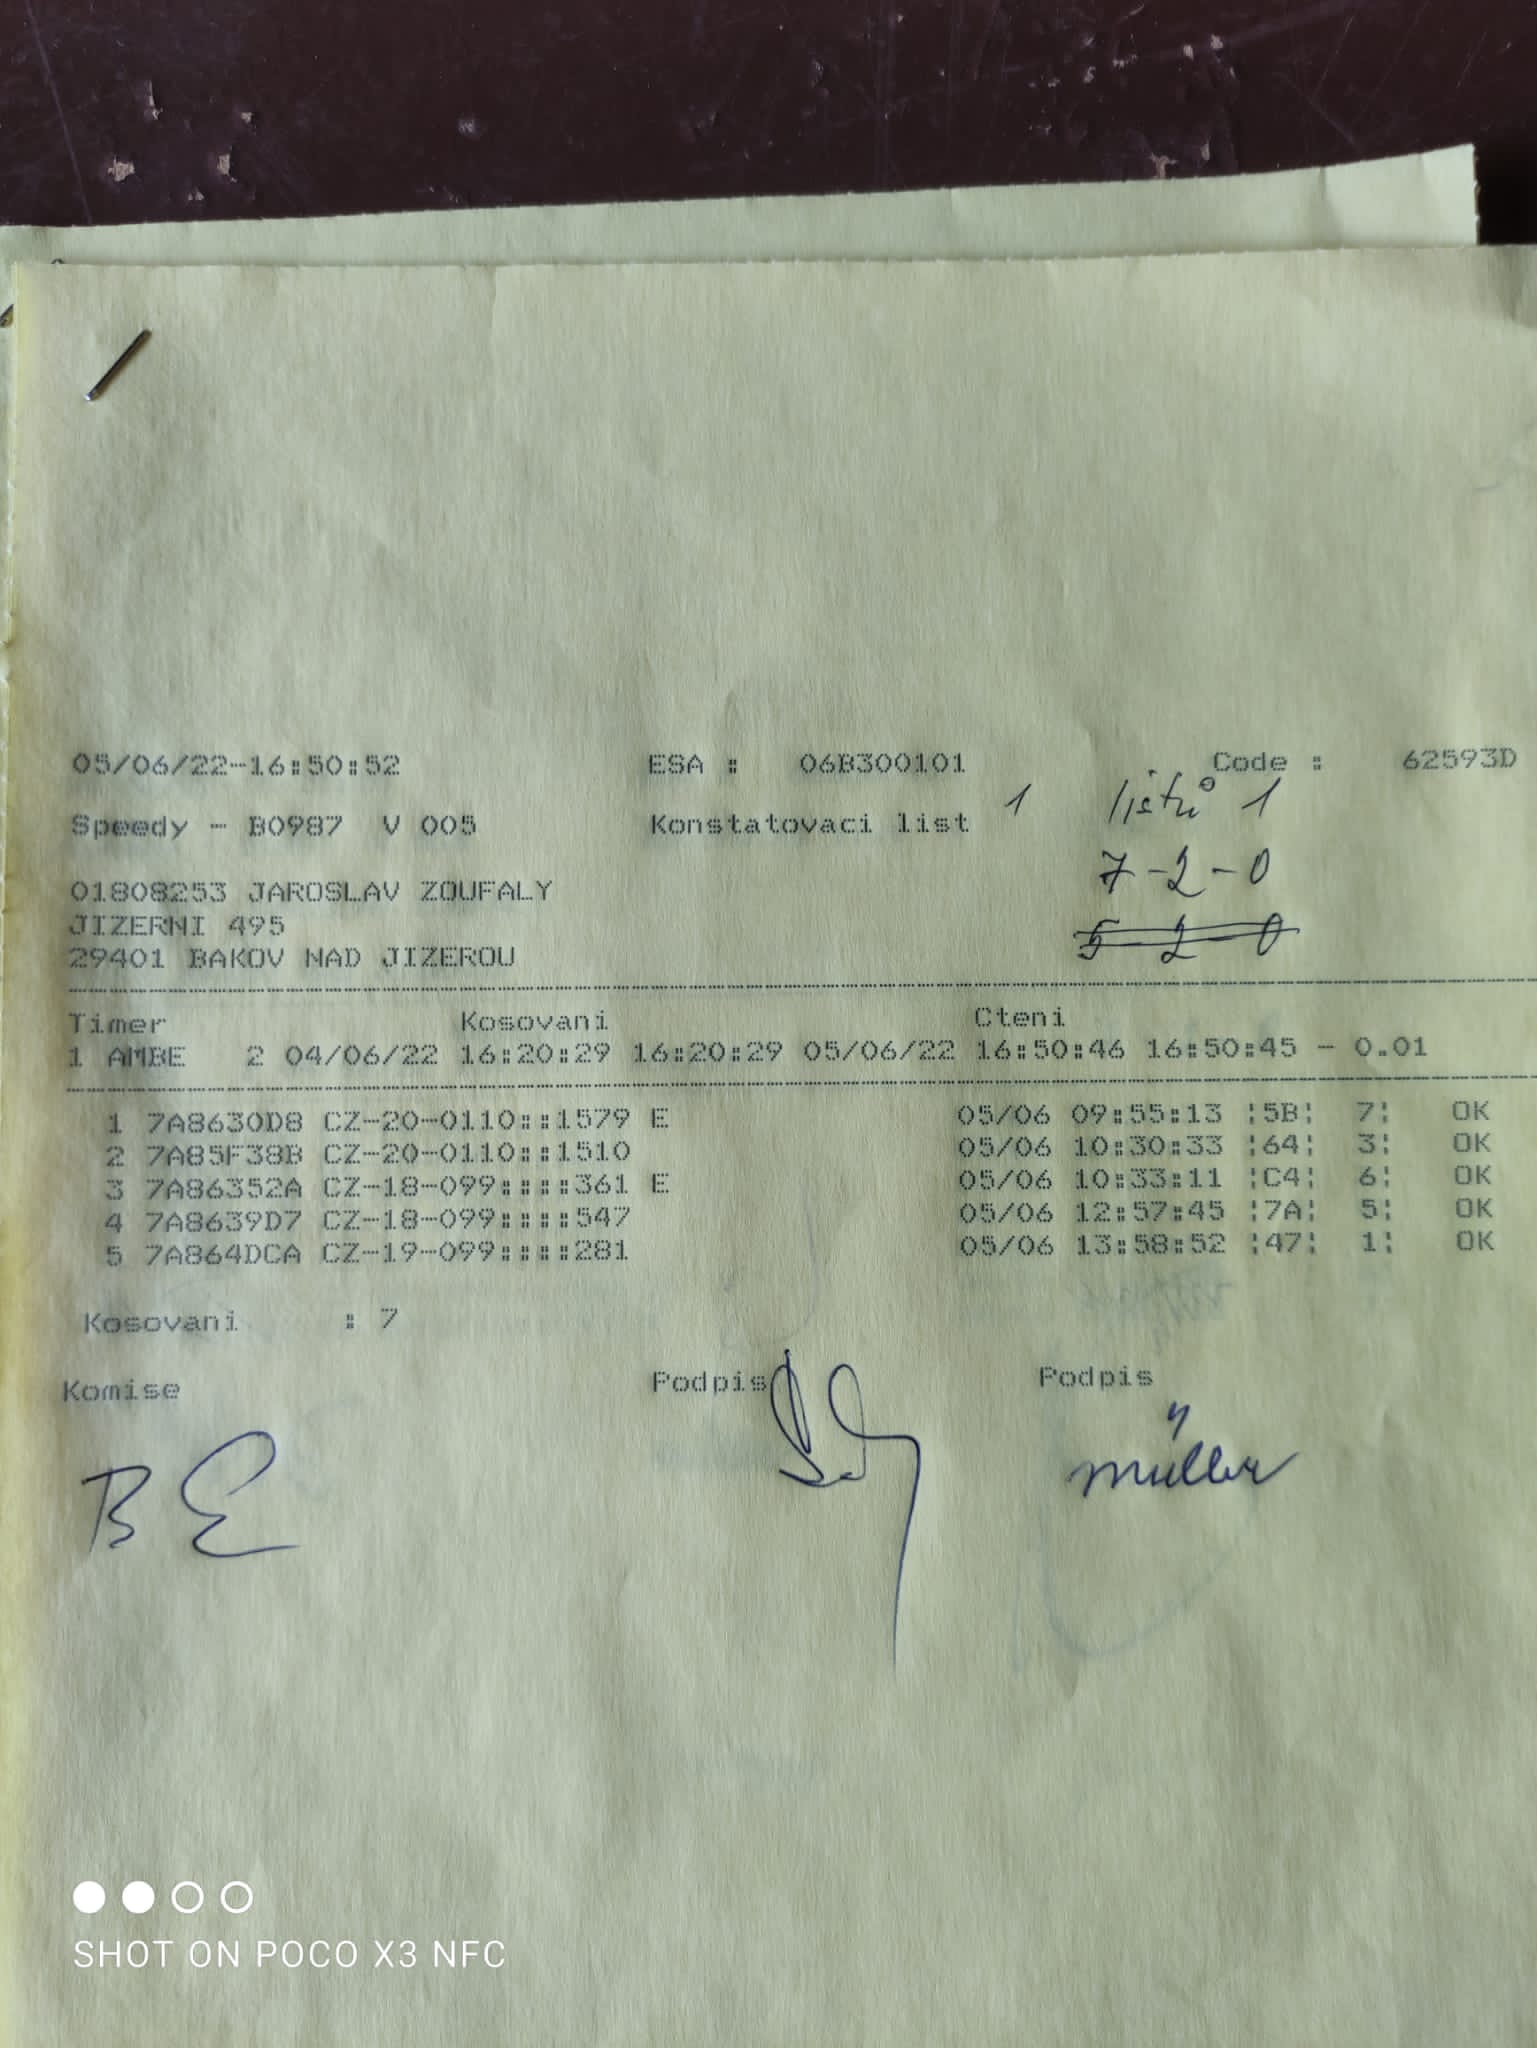 05/06/22-16:50:52 ESA : 06B300101 Code : 62593D
Speedy - B0987 V 005 Konstatovaci list 1 listů 1
7-2-0
01808253 JAROSLAV ZOUFALY
JIZERNI 495 5-2-0
29401 BAKOV NAD JIZEROU
Timer Kosovani Cteni
1 AMBE 2 04/06/22 16:20:29 16:20:29 05/06/22 16:50:46 16:50:45 - 0.01
1 7A8630D8 CZ-20-0110::1579 E 05/06 09:55:13 ¦5B¦ 7¦ OK
2 7A85F38B CZ-20-0110::1510 05/06 10:30:33 ¦64¦ 3¦ OK
3 7A86352A CZ-18-099::::361 E 05/06 10:33:11 ¦C4¦ 6¦ OK
4 7A8639D7 CZ-18-099::::547 05/06 12:57:45 ¦7A¦ 5¦ OK
5 7A864DCA CZ-19-099::::281 05/06 13:58:52 ¦47¦ 1¦ OK
Kosovani : 7
Komise Podpis Podpis
müller
SHOT ON POCO X3 NFC